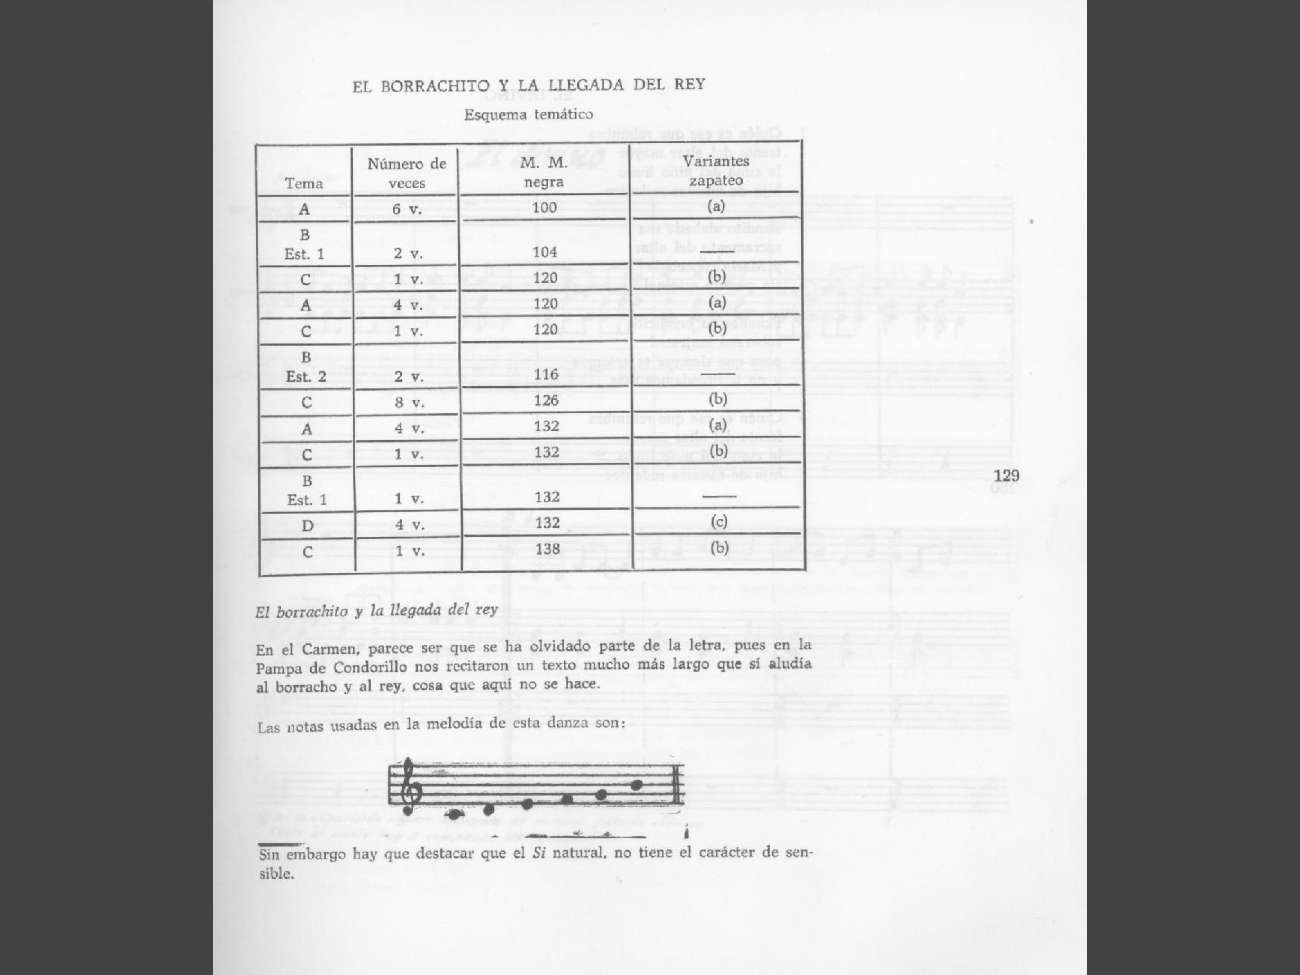 EL BORRACHITO Y LA LLEGADA DEL REY
Esquema temático
Tema Número de veces M. M. negra Variantes zapateo
A 6 v. 100 (a)
B
Est. 1 2 v. 104 ——
C 1 v. 120 (b)
A 4 v. 120 (a)
C 1 v. 120 (b)
B
Est. 2 2 v. 116 ——
C 8 v. 126 (b)
A 4 v. 132 (a)
C 1 v. 132 (b)
B
Est. 1 1 v. 132 ——
D 4 v. 132 (c)
C 1 v. 138 (b)
129
El borrachito y la llegada del rey
En el Carmen, parece ser que se ha olvidado parte de la letra, pues en la
Pampa de Condorillo nos recitaron un texto mucho más largo que sí aludía
al borracho y al rey, cosa que aquí no se hace.
Las notas usadas en la melodía de esta danza son:
Sin embargo hay que destacar que el Si natural, no tiene el carácter de sen-
sible.